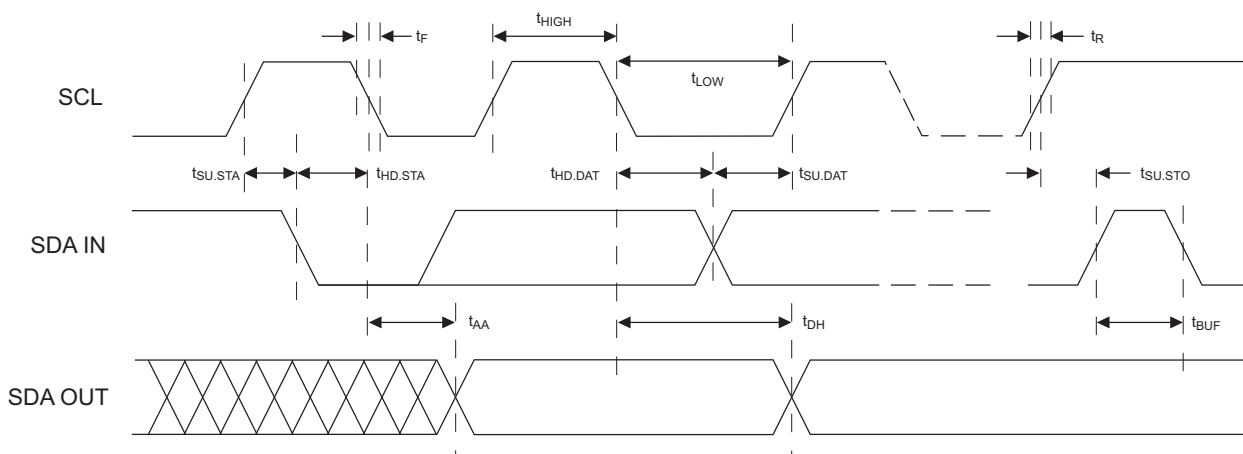 tHIGH
tF
tR
SCL
tLOW
tSU.STA
tHD.STA
tHD.DAT
tSU.DAT
tSU.STO
SDA IN
tAA
tDH
tBUF
SDA OUT